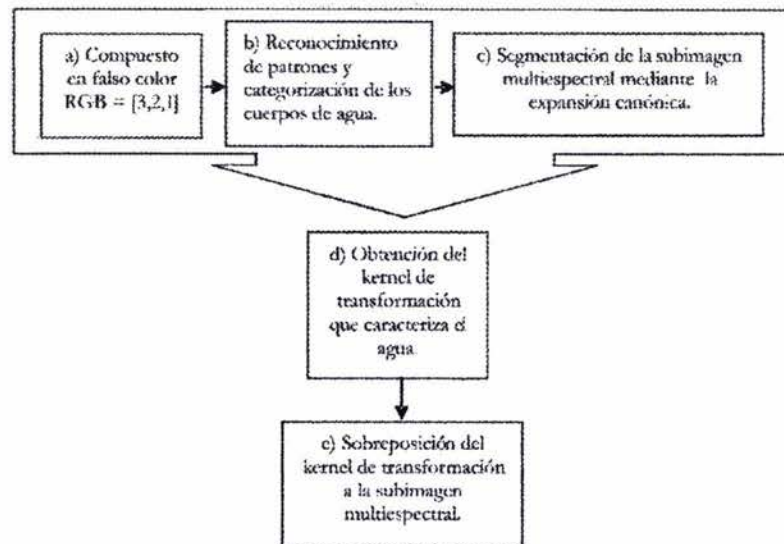 a) Compuesto
en falso color
RGB = [3,2,1]
b) Reconocimiento
de patrones y
categorización de los
cuerpos de agua.
c) Segmentación de la subimagen
multiespectral mediante la
expansión canónica.
d) Obtención del
kernel de
transformación
que caracteriza el
agua
e) Sobreposición del
kernel de transformación
a la subimagen
multiespectral.